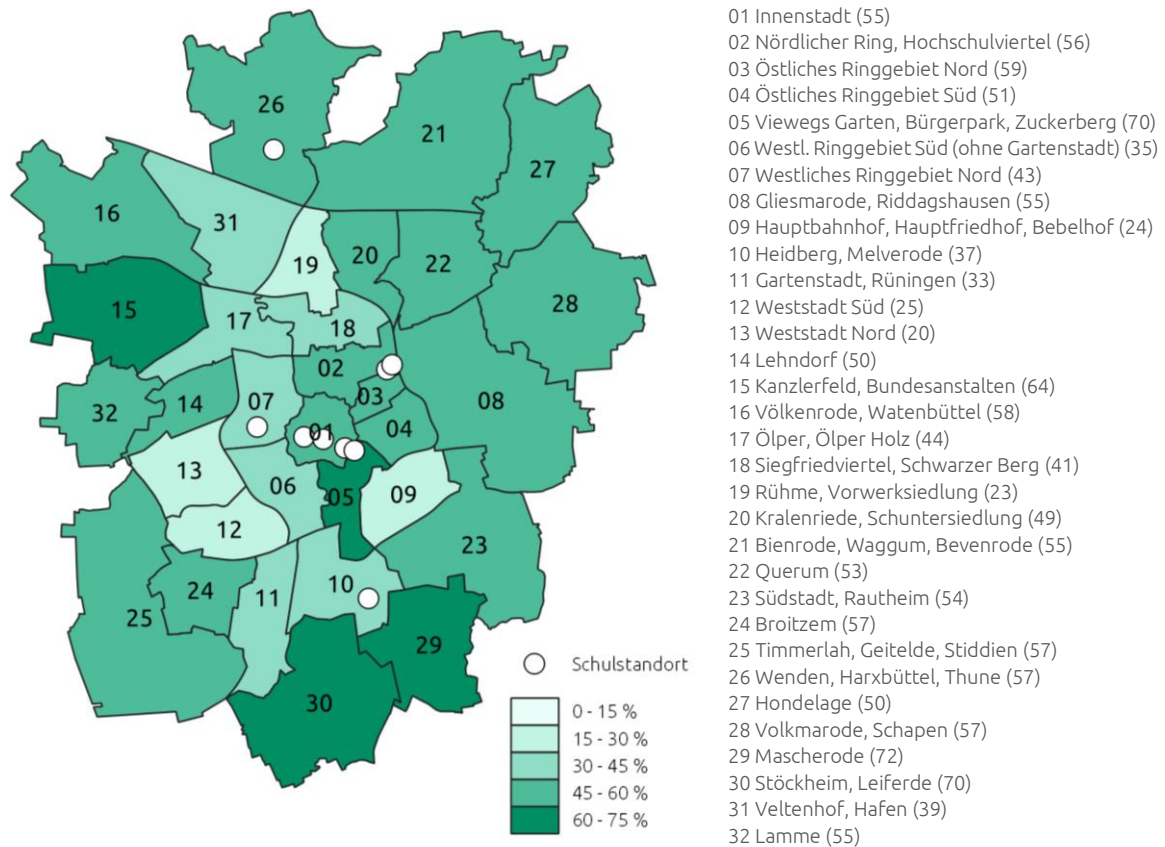 26
21
27
16
31
19
20
22
28
15
17
18
02
03
08
32
14
07
01
04
13
06
05
09
12
23
10
24
11
25
29
30
Schulstandort
0 - 15 %
15 - 30 %
30 - 45 %
45 - 60 %
60 - 75 %
01 Innenstadt (55)
02 Nördlicher Ring, Hochschulviertel (56)
03 Östliches Ringgebiet Nord (59)
04 Östliches Ringgebiet Süd (51)
05 Viewegs Garten, Bürgerpark, Zuckerberg (70)
06 Westl. Ringgebiet Süd (ohne Gartenstadt) (35)
07 Westliches Ringgebiet Nord (43)
08 Gliesmarode, Riddagshausen (55)
09 Hauptbahnhof, Hauptfriedhof, Bebelhof (24)
10 Heidberg, Melverode (37)
11 Gartenstadt, Rüningen (33)
12 Weststadt Süd (25)
13 Weststadt Nord (20)
14 Lehndorf (50)
15 Kanzlerfeld, Bundesanstalten (64)
16 Völkenrode, Watenbüttel (58)
17 Ölper, Ölper Holz (44)
18 Siegfriedviertel, Schwarzer Berg (41)
19 Rühme, Vorwerksiedlung (23)
20 Kralenriede, Schuntersiedlung (49)
21 Bienrode, Waggum, Bevenrode (55)
22 Querum (53)
23 Südstadt, Rautheim (54)
24 Broitzem (57)
25 Timmerlah, Geitelde, Stiddien (57)
26 Wenden, Harxbüttel, Thune (57)
27 Hondelage (50)
28 Volkmarode, Schapen (57)
29 Mascherode (72)
30 Stöckheim, Leiferde (70)
31 Veltenhof, Hafen (39)
32 Lamme (55)